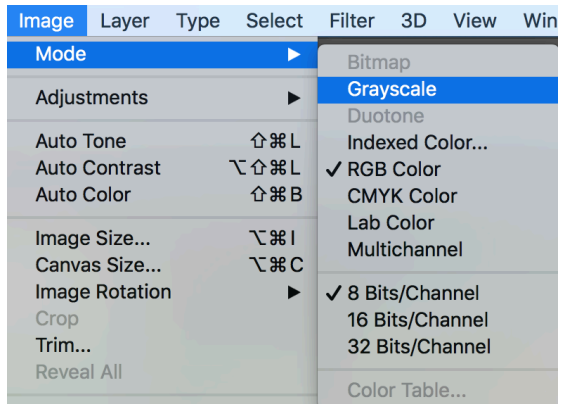 Image Layer Type Select Filter 3D View Win
Mode ▶
Adjustments ▶
Auto Tone ⇧⌘L
Auto Contrast ⌥⇧⌘L
Auto Color ⇧⌘B
Image Size... ⌥⌘I
Canvas Size... ⌥⌘C
Image Rotation ▶
Crop
Trim...
Reveal All
Bitmap
Grayscale
Duotone
Indexed Color...
✓ RGB Color
CMYK Color
Lab Color
Multichannel
✓ 8 Bits/Channel
16 Bits/Channel
32 Bits/Channel
Color Table...